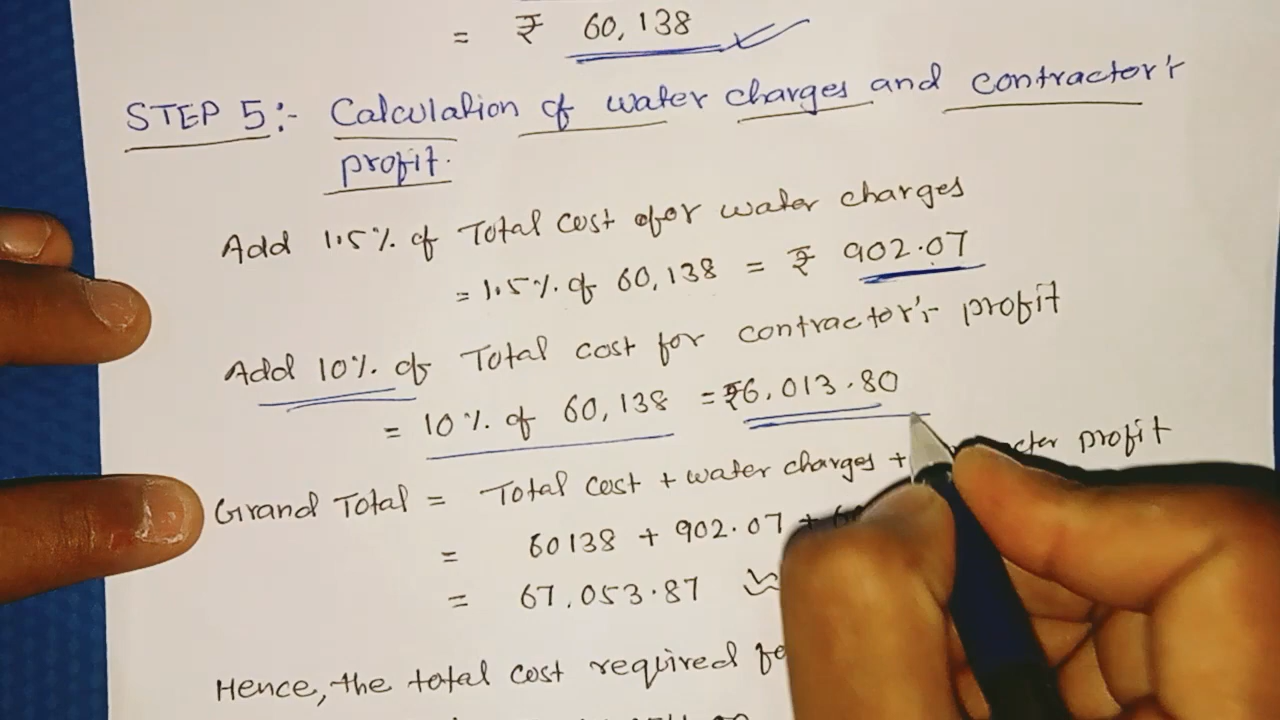 = ₹ 60,138
STEP 5:- Calculation of water charges and contractor's
profit.
Add 1.5% of Total cost for water charges
= 1.5% of 60,138 = ₹ 902.07
Add 10% of Total cost for contractor's profit
= 10% of 60,138 = ₹6,013.80
Grand Total = Total cost + water charges + profit
= 60138 + 902.07 +
= 67,053.87
Hence, the total cost required